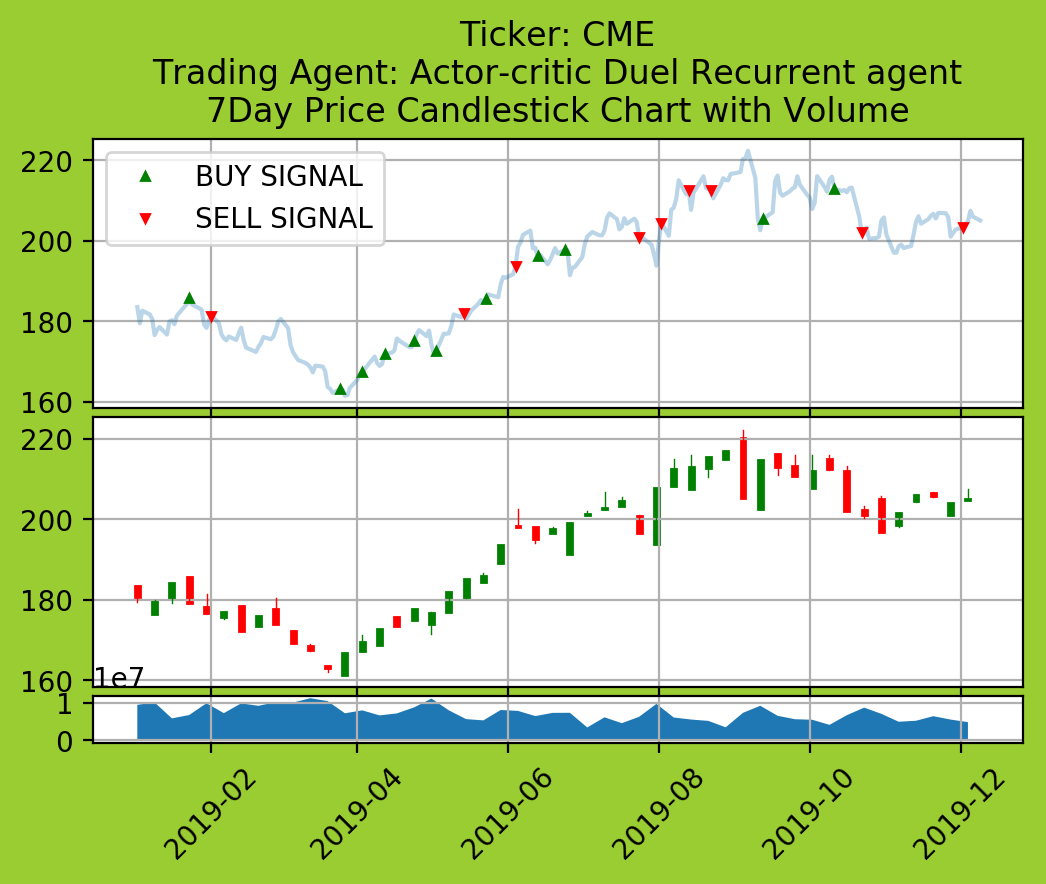 Ticker: CME
Trading Agent: Actor-critic Duel Recurrent agent
7Day Price Candlestick Chart with Volume
BUY SIGNAL
SELL SIGNAL
220
200
180
160
220
200
180
160
1e7
1
0
2019-02
2019-04
2019-06
2019-08
2019-10
2019-12